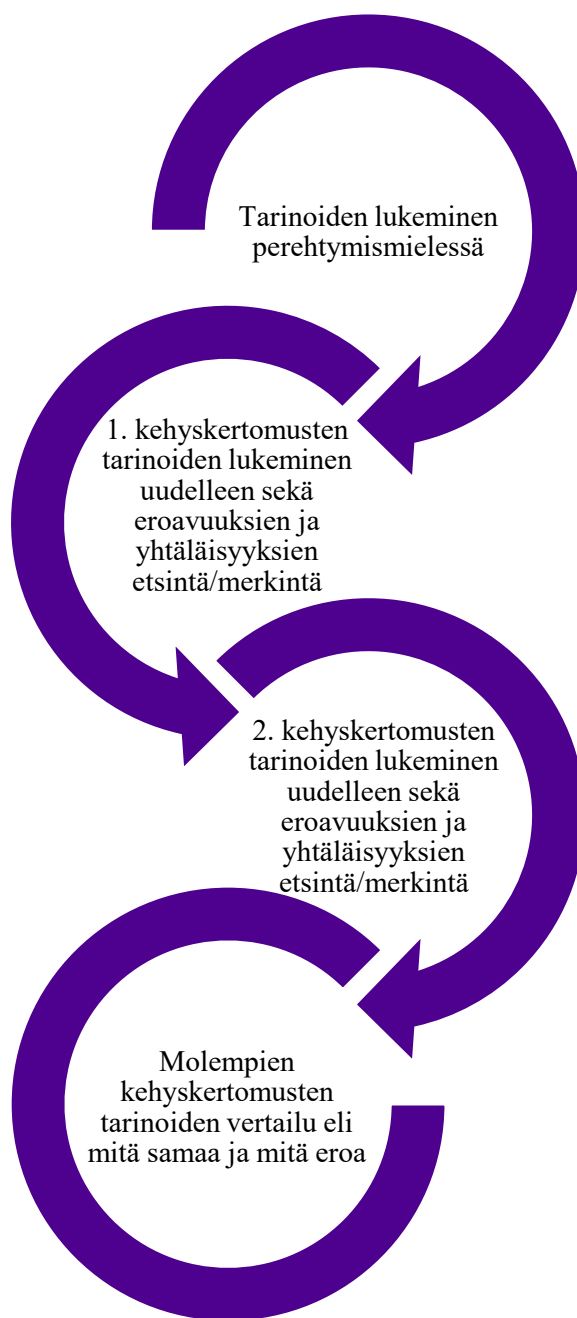 Tarinoiden lukeminen
perehtymismielessä
1. kehyskertomusten
tarinoiden lukeminen
uudelleen sekä
eroavuuksien ja
yhtäläisyyksien
etsintä/merkintä
2. kehyskertomusten
tarinoiden lukeminen
uudelleen sekä
eroavuuksien ja
yhtäläisyyksien
etsintä/merkintä
Molempien
kehyskertomusten
tarinoiden vertailu eli
mitä samaa ja mitä eroa